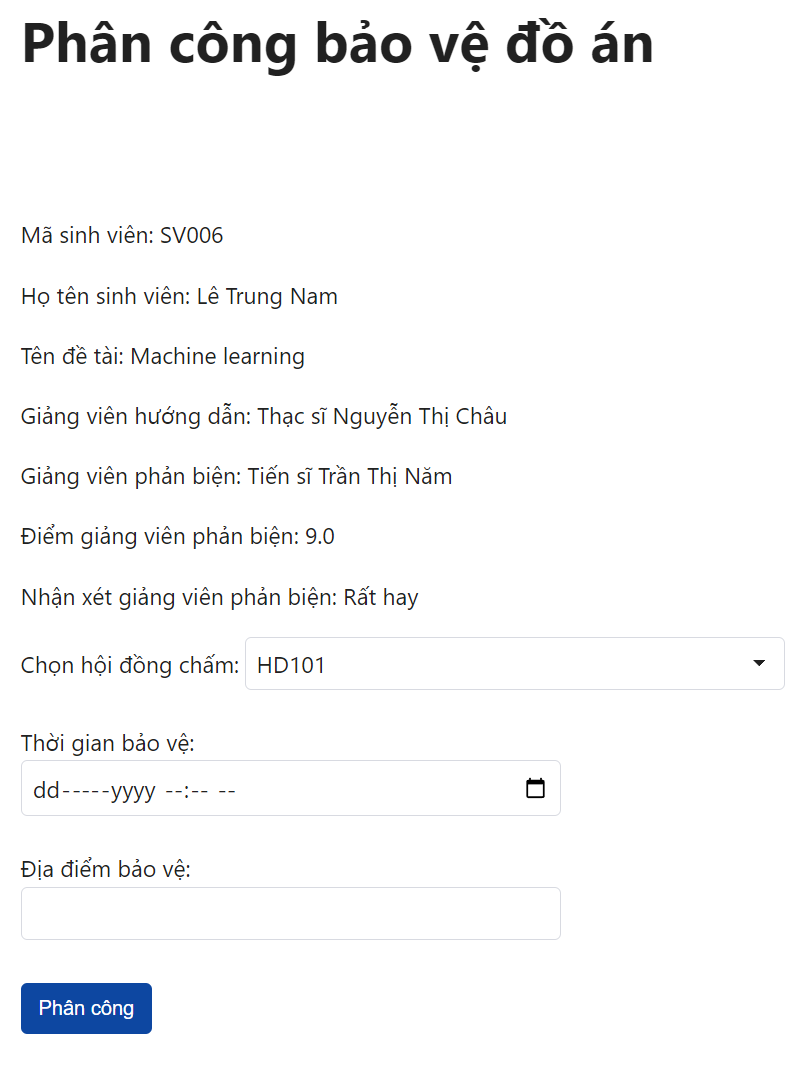 Phân công bảo vệ đồ án
Mã sinh viên: SV006
Họ tên sinh viên: Lê Trung Nam
Tên đề tài: Machine learning
Giảng viên hướng dẫn: Thạc sĩ Nguyễn Thị Châu
Giảng viên phản biện: Tiến sĩ Trần Thị Năm
Điểm giảng viên phản biện: 9.0
Nhận xét giảng viên phản biện: Rất hay
Chọn hội đồng chấm: HD101
Thời gian bảo vệ:
dd-----yyyy --:-- --
Địa điểm bảo vệ:
Phân công